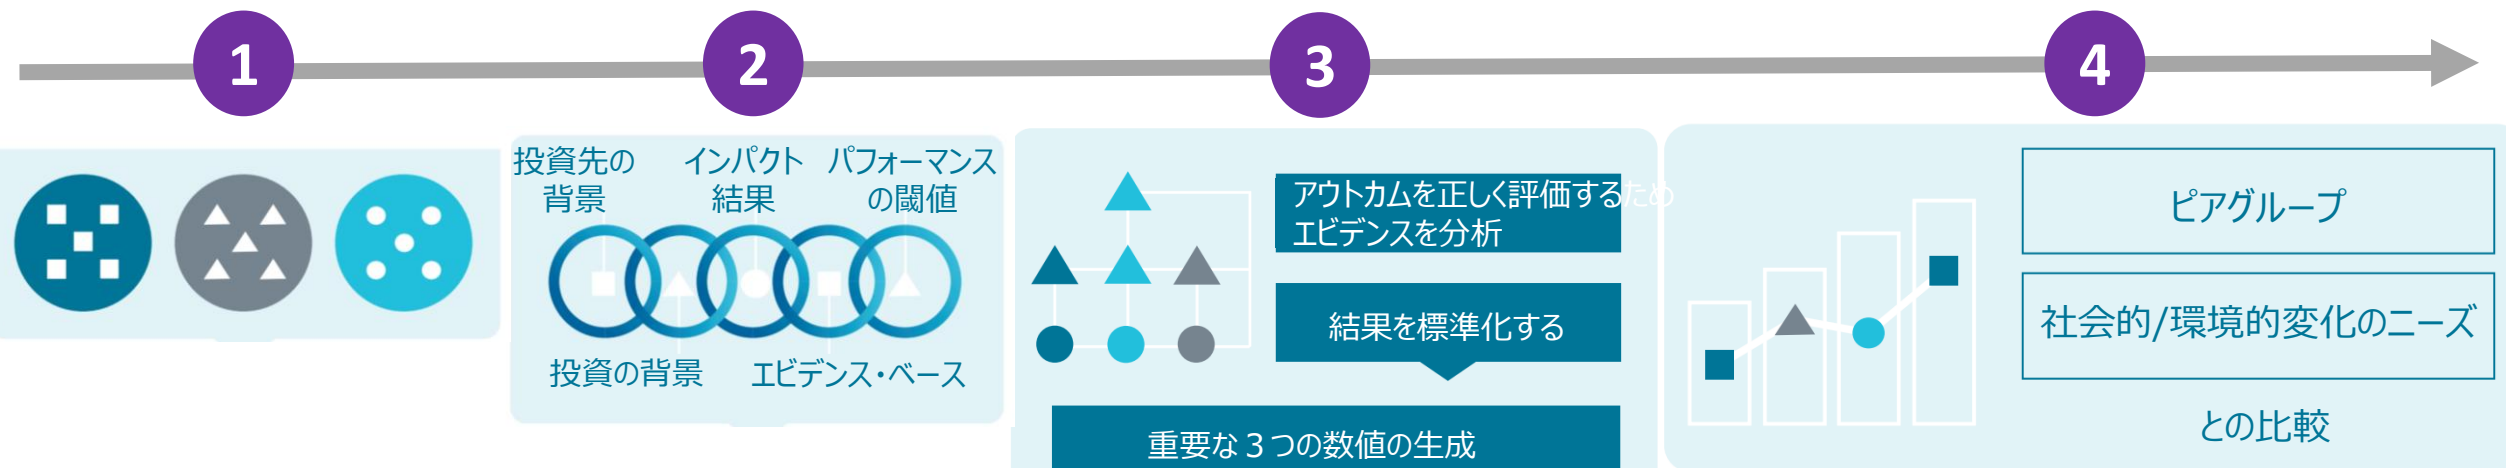 1
2
3
4
投資先の
背景
インパクト
結果
パフォーマンス
の閾値
投資の背景
エビデンス・ベース
アウトカムを正しく評価するため
エビデンスを分析
結果を標準化する
重要な３つの数値の生成
ピアグループ
社会的/環境的変化のニーズ
との比較